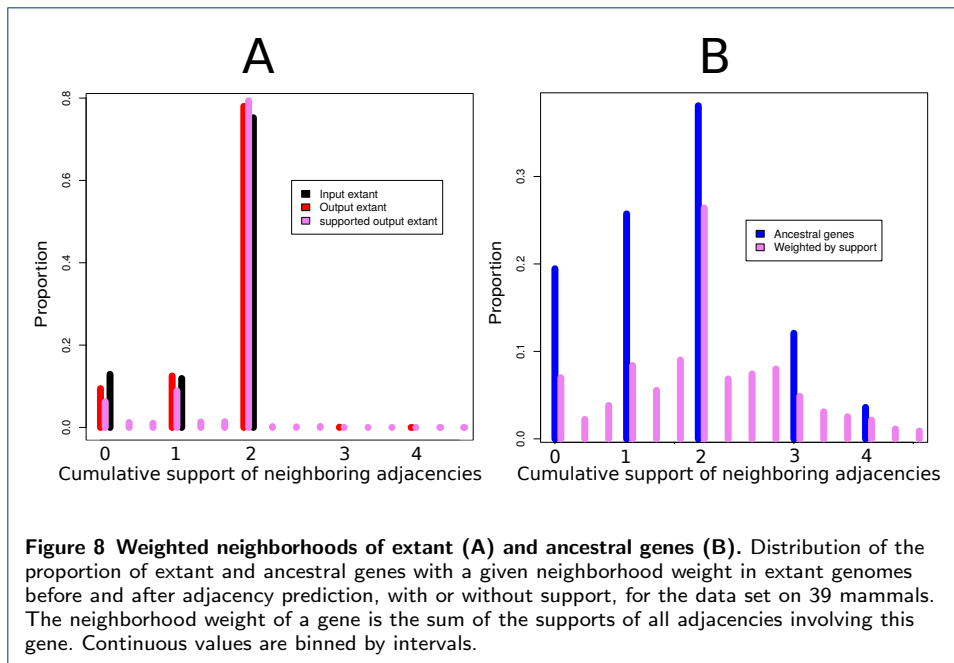 A
B
Proportion
0.8
0.6
0.4
0.2
0.0
Input extant
Output extant
supported output extant
0 1 2 3 4
Cumulative support of neighboring adjacencies
Proportion
0.3
0.2
0.1
0.0
Ancestral genes
Weighted by support
0 1 2 3 4
Cumulative support of neighboring adjacencies
Figure 8 Weighted neighborhoods of extant (A) and ancestral genes (B). Distribution of the
proportion of extant and ancestral genes with a given neighborhood weight in extant genomes
before and after adjacency prediction, with or without support, for the data set on 39 mammals.
The neighborhood weight of a gene is the sum of the supports of all adjacencies involving this
gene. Continuous values are binned by intervals.